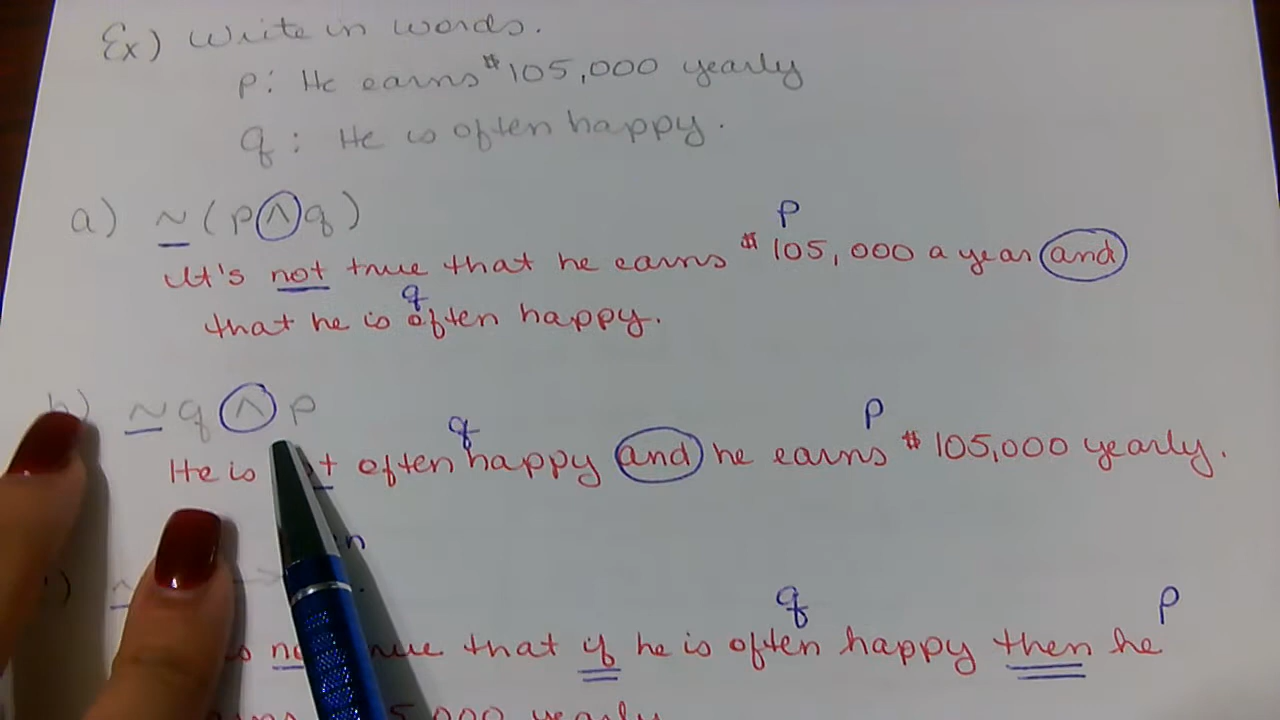 Ex) Write in words.
p: He earns $105,000 yearly
q: He is often happy.
a) ~(p∧q)
p
It's not true that he earns $105,000 a year and
q
that he is often happy.
b) ~q∧p
q p
He is often happy and he earns $105,000 yearly.
q p
true that if he is often happy then he
000 yearly